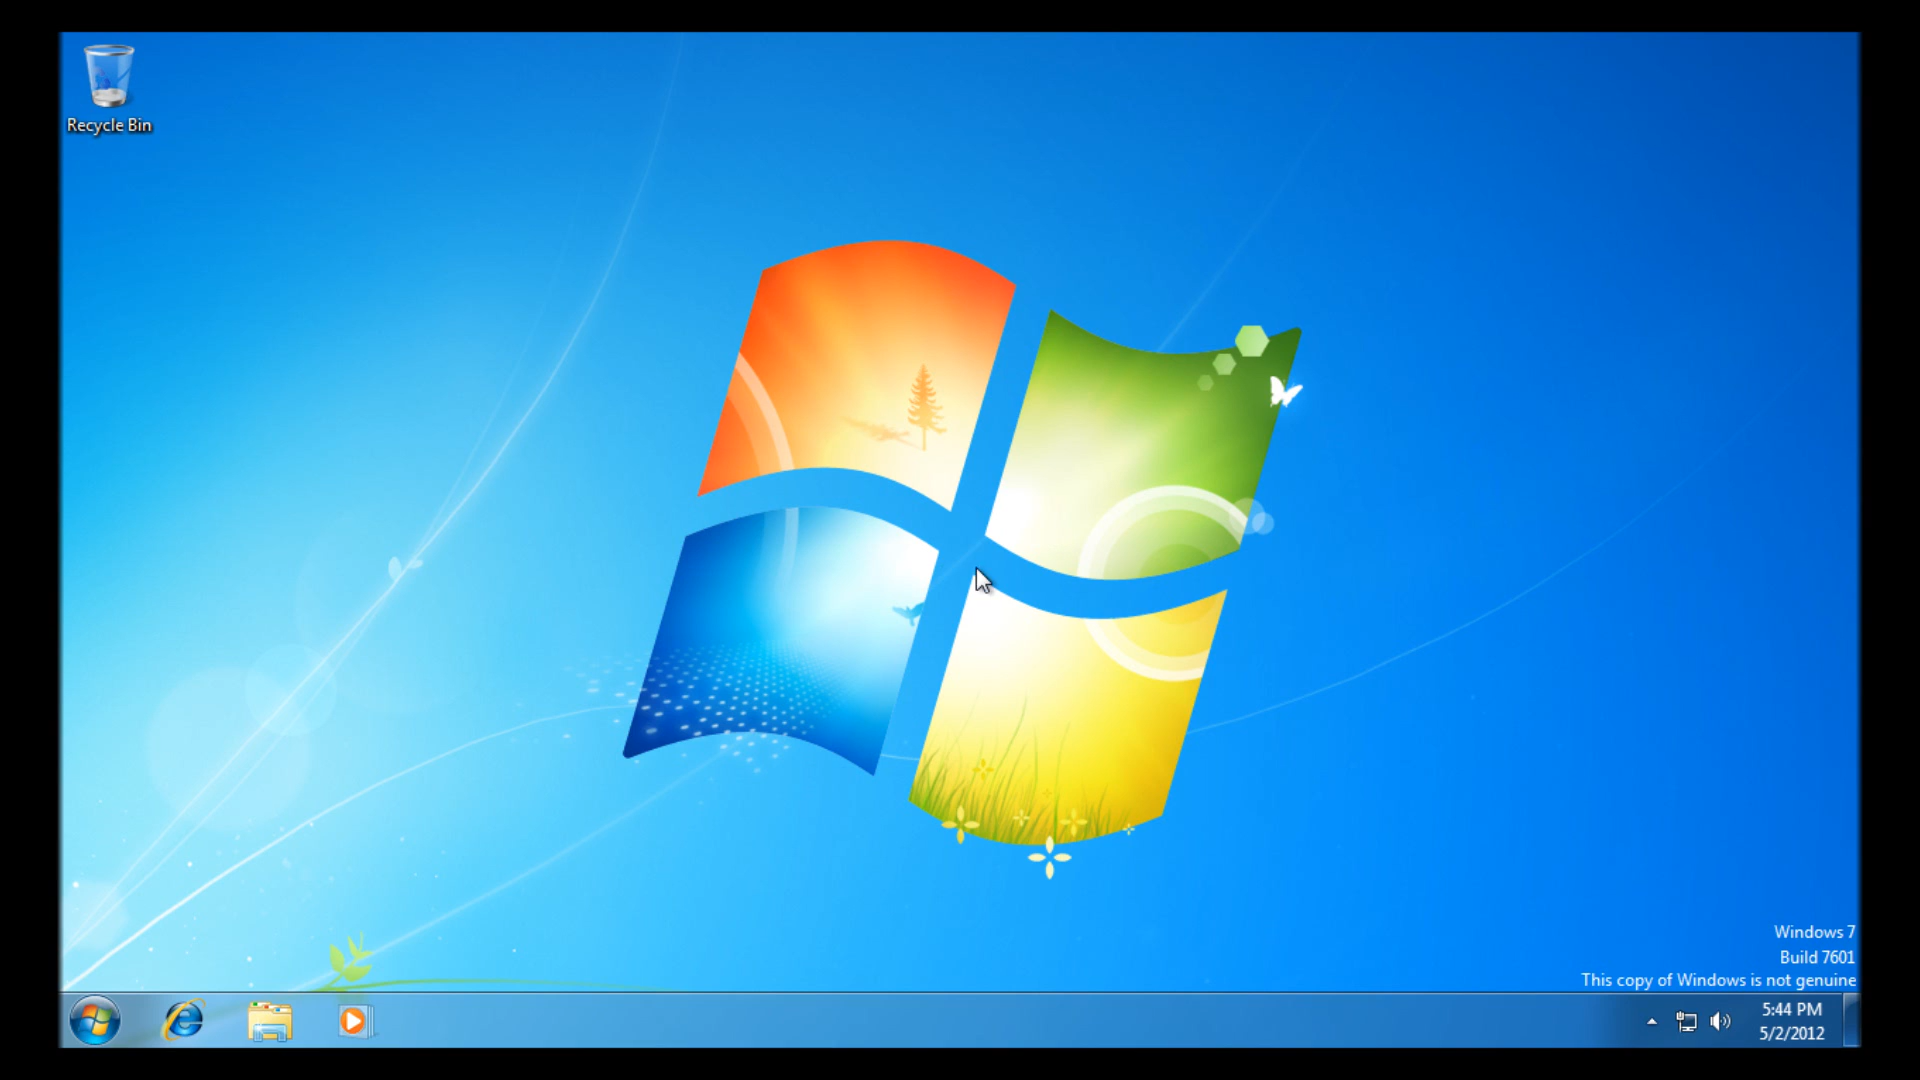 Recycle Bin
Windows 7
Build 7601
This copy of Windows is not genuine
5:44 PM
5/2/2012